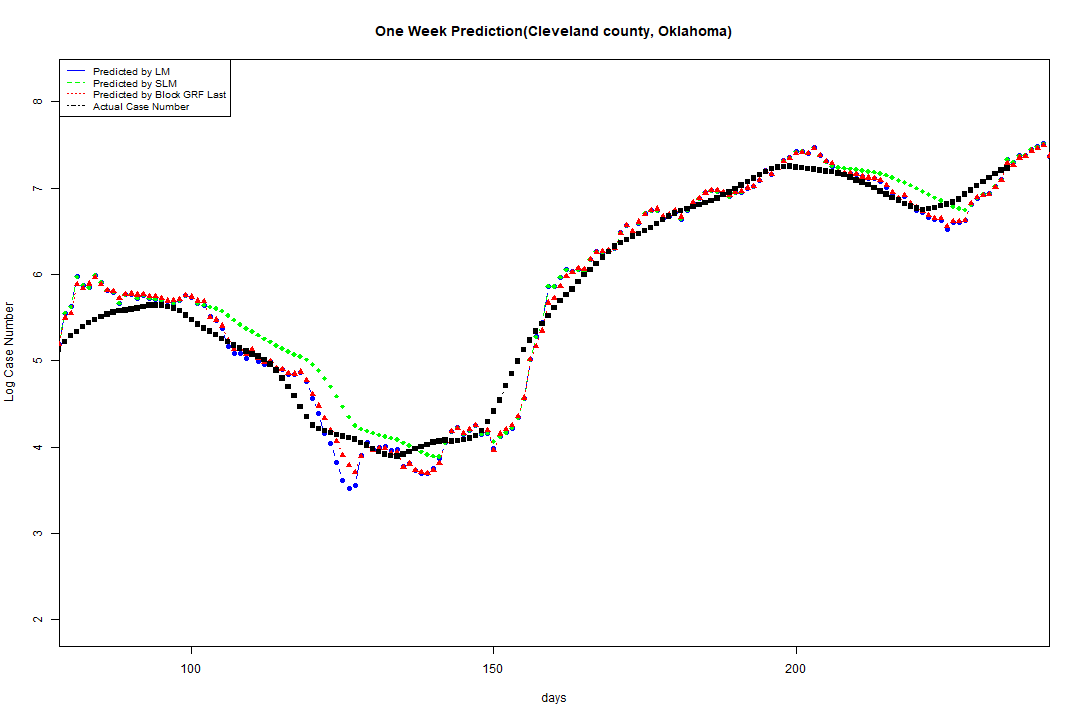 One Week Prediction(Cleveland county, Oklahoma)
Predicted by LM
Predicted by SLM
Predicted by Block GRF Last
Actual Case Number
8
7
6
5
4
3
2
Log Case Number
100 150 200
days